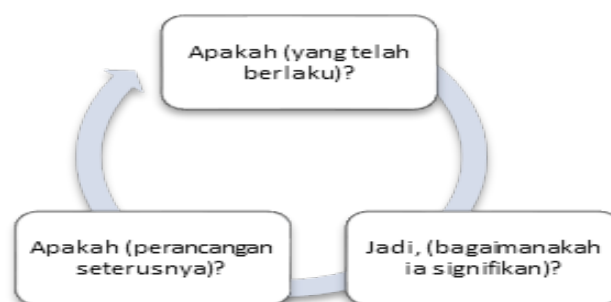 Apakah (yang telah
berlaku)?
Apakah (perancangan
seterusnya)?
Jadi, (bagaimanakah
ia signifikan)?